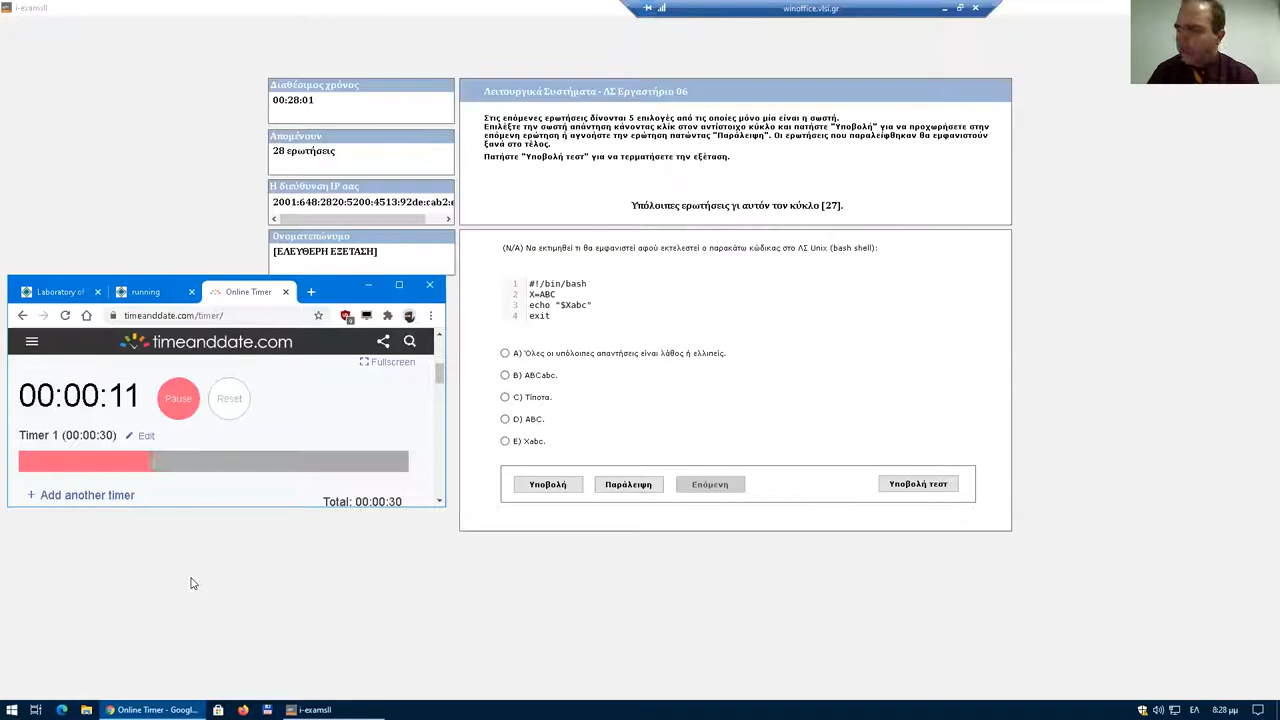 i-examsll
winoffice.vlsi.gr
Διαθέσιμος χρόνος
00:28:01
Απομένουν
28 ερωτήσεις
Η διεύθυνση IP σας
2001:648:2820:5200:4513:92de:cab2:
Ονοματεπώνυμο
[ΕΛΕΥΘΕΡΗ ΕΞΕΤΑΣΗ]
Λειτουργικά Συστήματα - ΛΣ Εργαστήριο 06
Στις επόμενες ερωτήσεις δίνονται 5 επιλογές από τις οποίες μόνο μία είναι η σωστή.
Επιλέξτε την σωστή απάντηση κάνοντας κλίκ στον αντίστοιχο κύκλο και πατήστε "Υποβολή" για να προχωρήσετε στην
επόμενη ερώτηση ή αγνοήστε την ερώτηση πατώντας "Παράλειψη". Οι ερωτήσεις που παραλείφθηκαν θα εμφανιστούν
ξανά στο τέλος.
Πατήστε "Υποβολή τεστ" για να τερματήσετε την εξέταση.
Υπόλοιπες ερωτήσεις γι αυτόν τον κύκλο [27].
(N/A) Να εκτιμηθεί τι θα εμφανιστεί αφού εκτελεστεί ο παρακάτω κώδικας στο ΛΣ Unix (bash shell):
1 #!/bin/bash
2 X=ABC
3 echo "$Xabc"
4 exit
A) Όλες οι υπόλοιπες απαντήσεις είναι λάθος ή ελλιπείς.
B) ABCabc.
C) Τίποτα.
D) ABC.
E) Xabc.
Υποβολή Παράλειψη Επόμενη Υποβολή τεστ
Laboratory of running Online Timer
timeanddate.com/timer/
timeanddate.com
Fullscreen
00:00:11 Pause Reset
Timer 1 (00:00:30) Edit
+ Add another timer
Total: 00:00:30
Online Timer - Googl... i-examsll ΕΛ 8:28 μμ